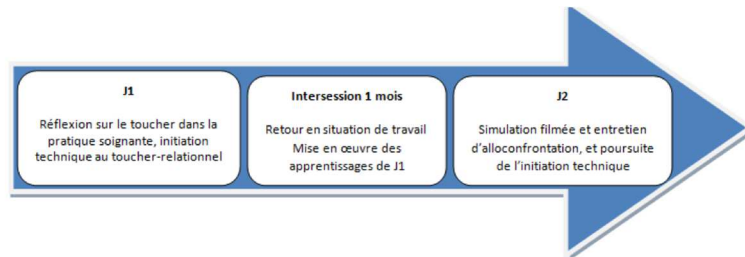 J1
Réflexion sur le toucher dans la
pratique soignante, initiation
technique au toucher-relationnel
Intersession 1 mois
Retour en situation de travail
Mise en œuvre des
apprentissages de J1
J2
Simulation filmée et entretien
d'alloconfrontation, et poursuite
de l'initiation technique